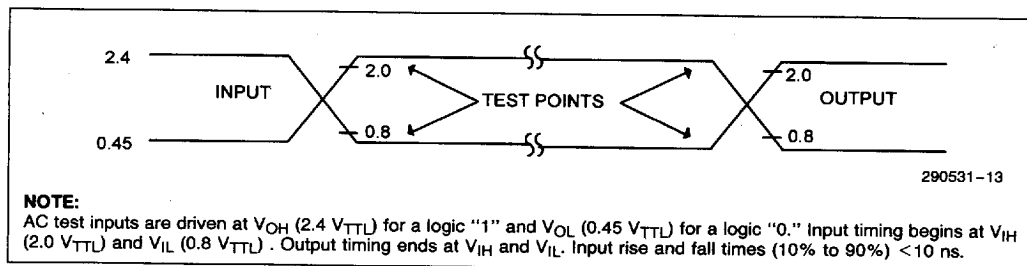 2.4
2.0
2.0
INPUT
TEST POINTS
OUTPUT
0.8
0.8
0.45
290531–13
NOTE:
AC test inputs are driven at VOH (2.4 VTTL) for a logic "1" and VOL (0.45 VTTL) for a logic "0." Input timing begins at VIH
(2.0 VTTL) and VIL (0.8 VTTL) . Output timing ends at VIH and VIL. Input rise and fall times (10% to 90%) <10 ns.